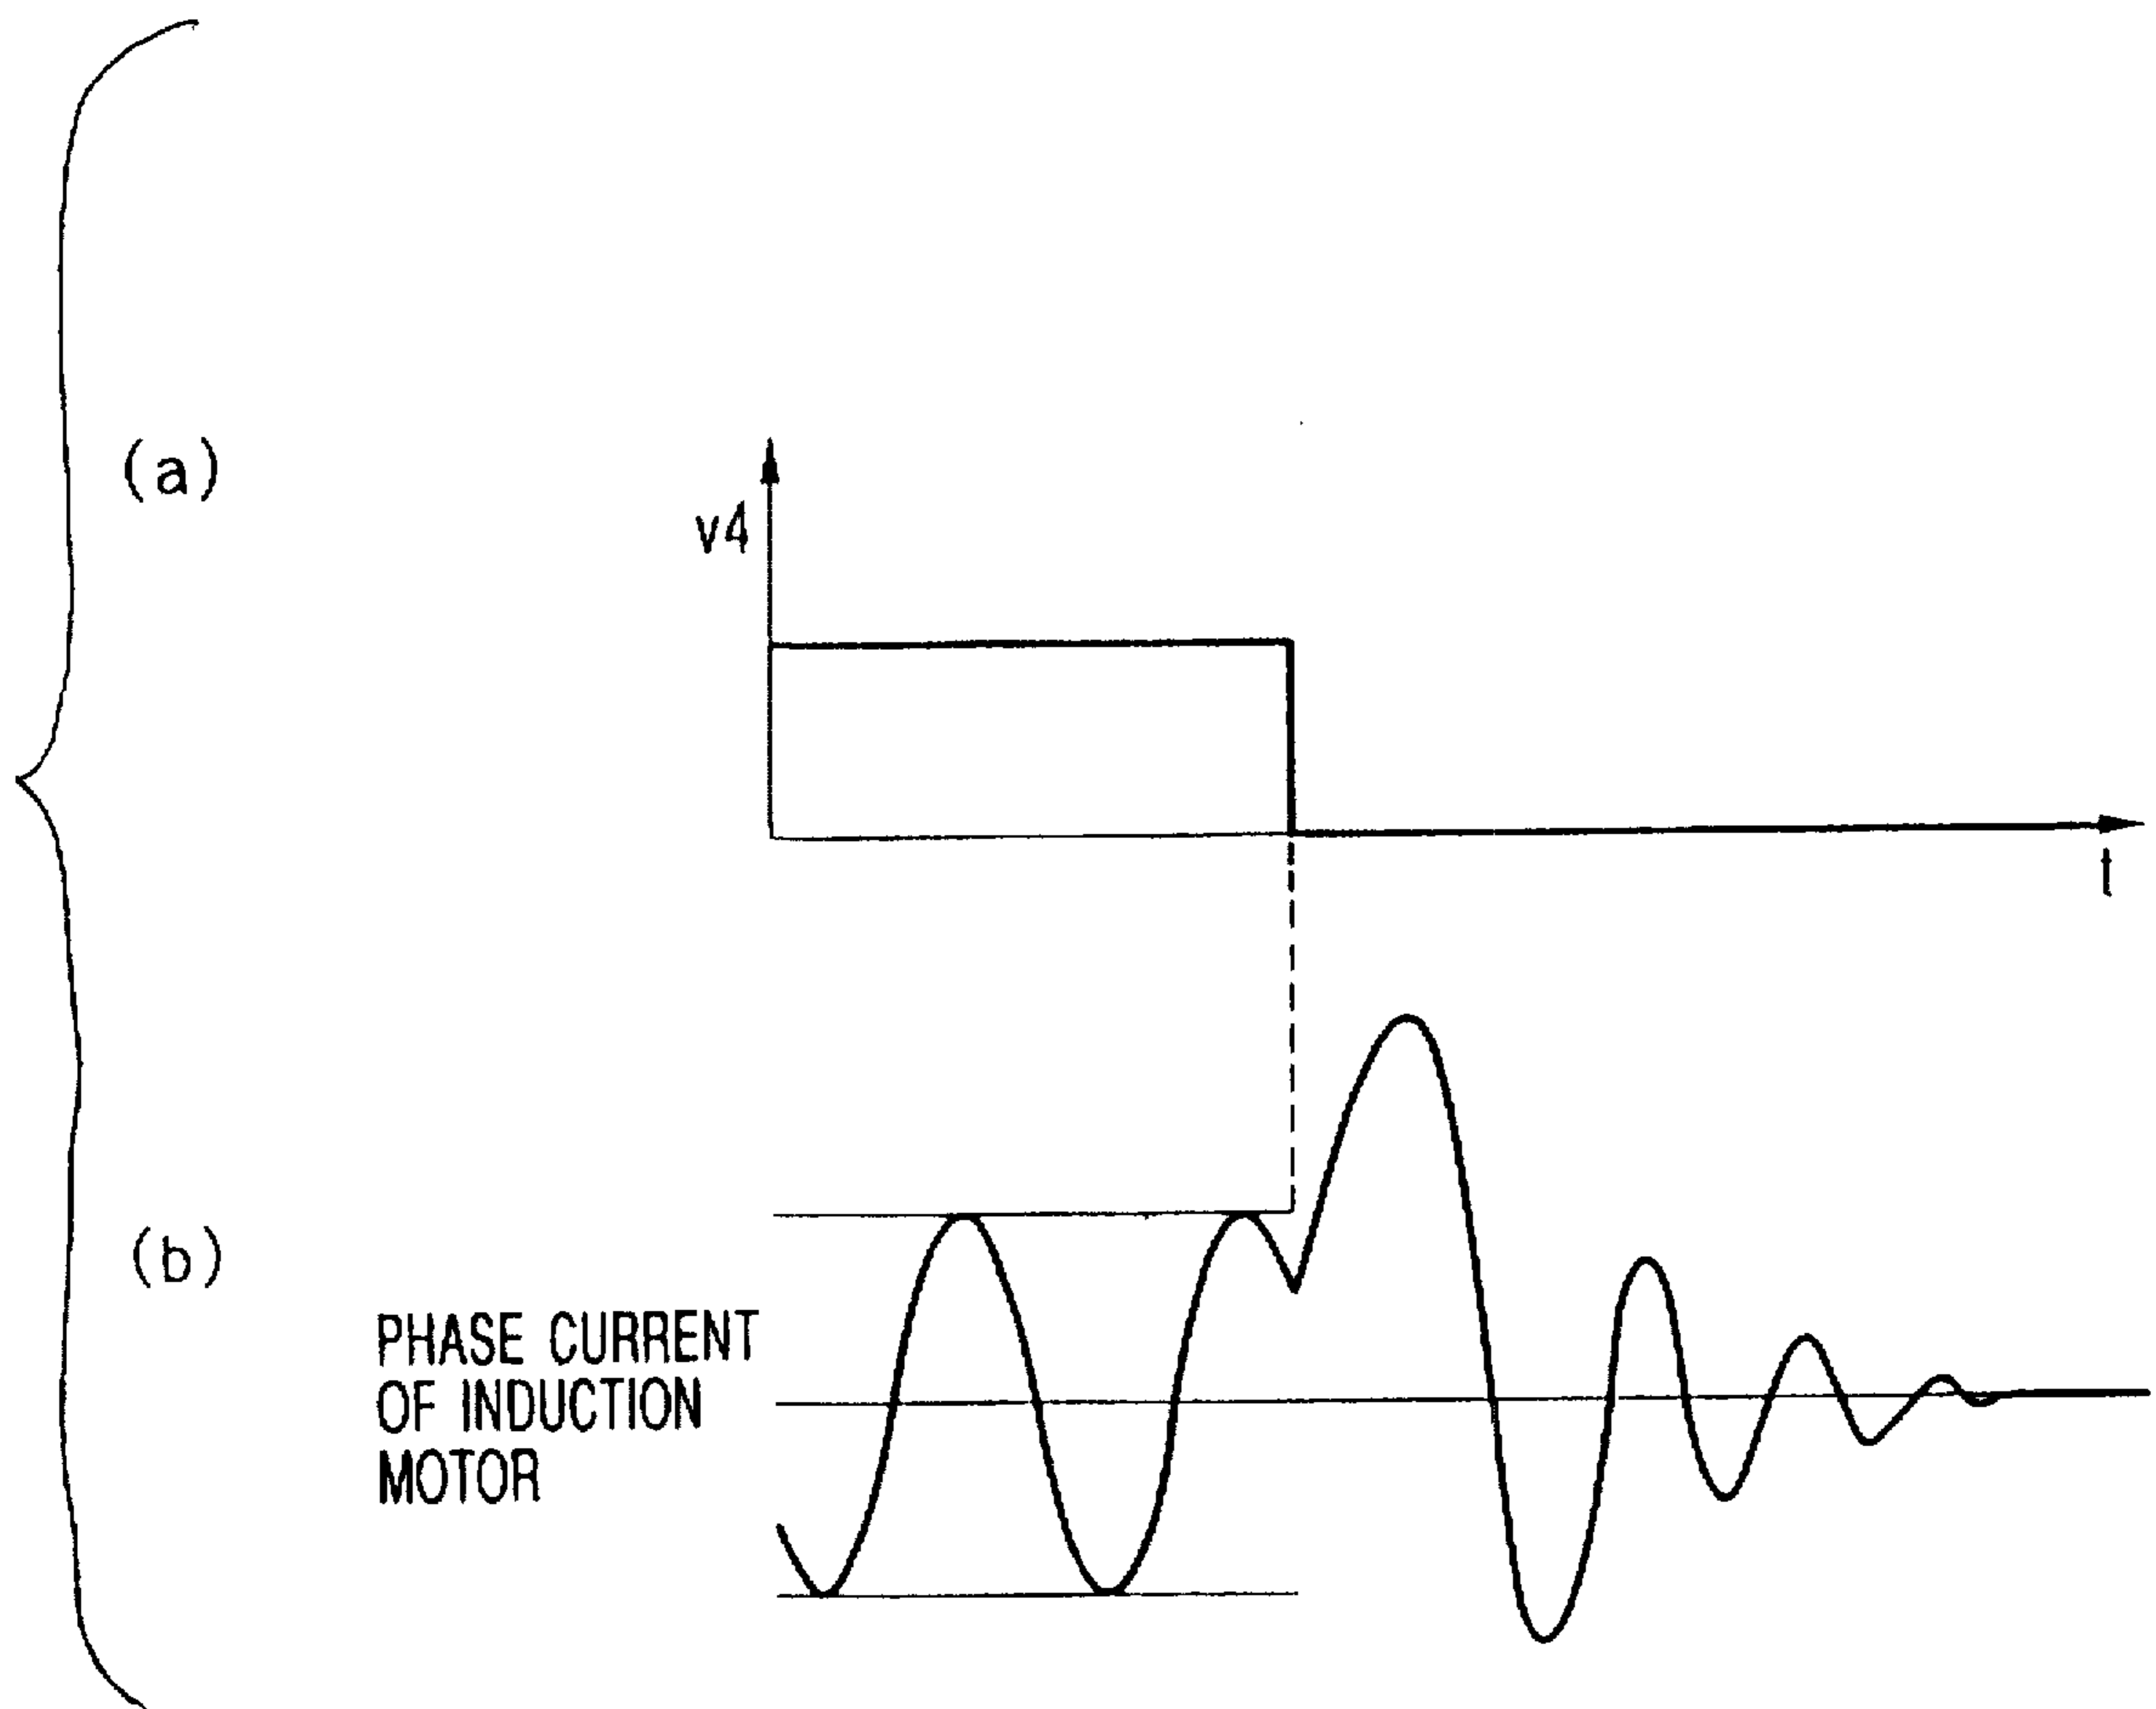 (a)
v4
t
(b)
PHASE CURRENT
OF INDUCTION
MOTOR